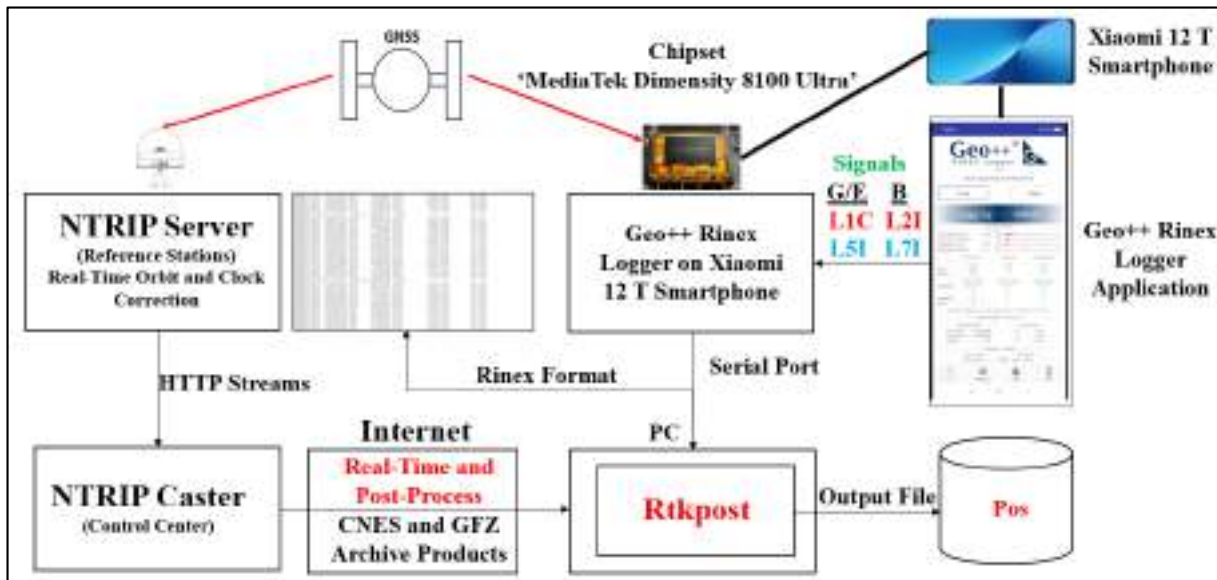 GNSS
Chipset
‘MediaTek Dimensity 8100 Ultra’
Xiaomi 12 T
Smartphone
NTRIP Server
(Reference Stations)
Real-Time Orbit and Clock
Correction
Geo++ Rinex
Logger on Xiaomi
12 T Smartphone
Signals
G/E B
L1C L2I
L5I L7I
Geo++
Geo++ Rinex
Logger
Application
HTTP Streams
Rinex Format
Serial Port
PC
Internet
NTRIP Caster
(Control Center)
Real-Time and
Post-Process
CNES and GFZ
Archive Products
Rtkpost
Output File
Pos